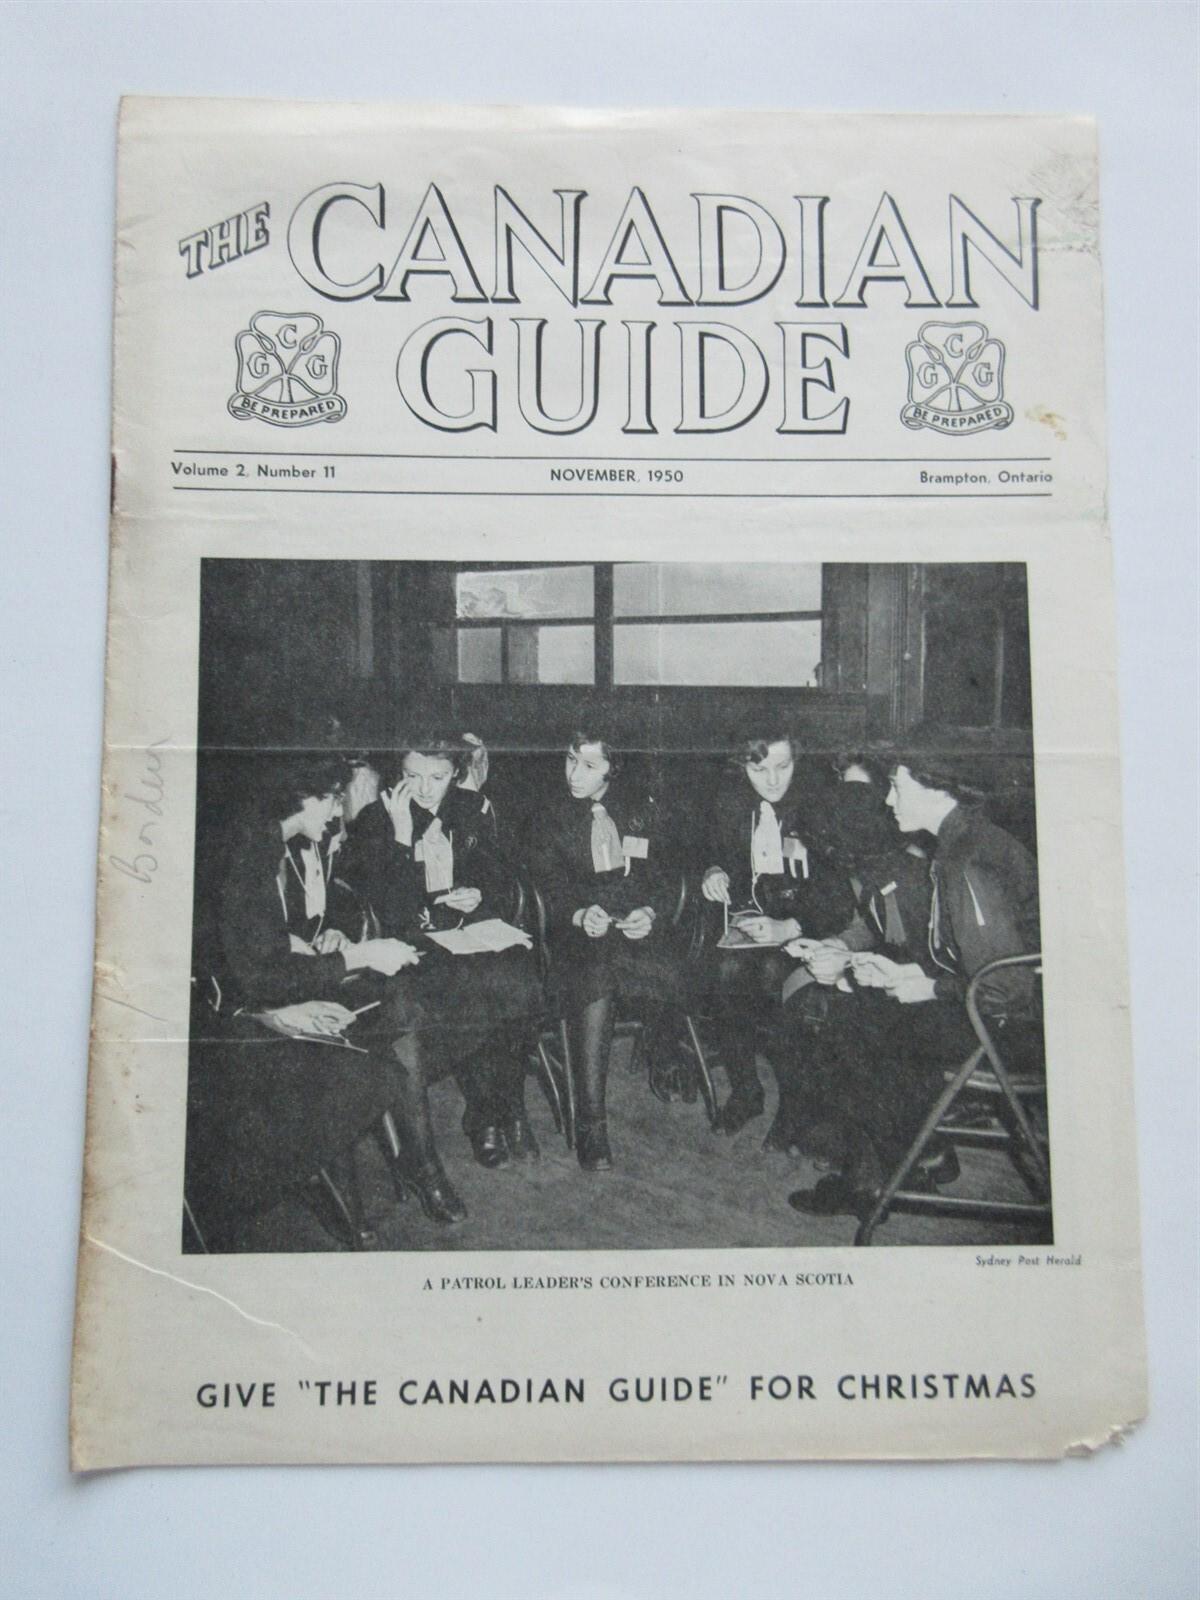 THE CANADIAN
GUIDE
C
G G
BE PREPARED
C
G G
BE PREPARED
Volume 2, Number 11 NOVEMBER, 1950 Brampton, Ontario
Borden
Sydney Post Herald
A PATROL LEADER'S CONFERENCE IN NOVA SCOTIA
GIVE "THE CANADIAN GUIDE" FOR CHRISTMAS